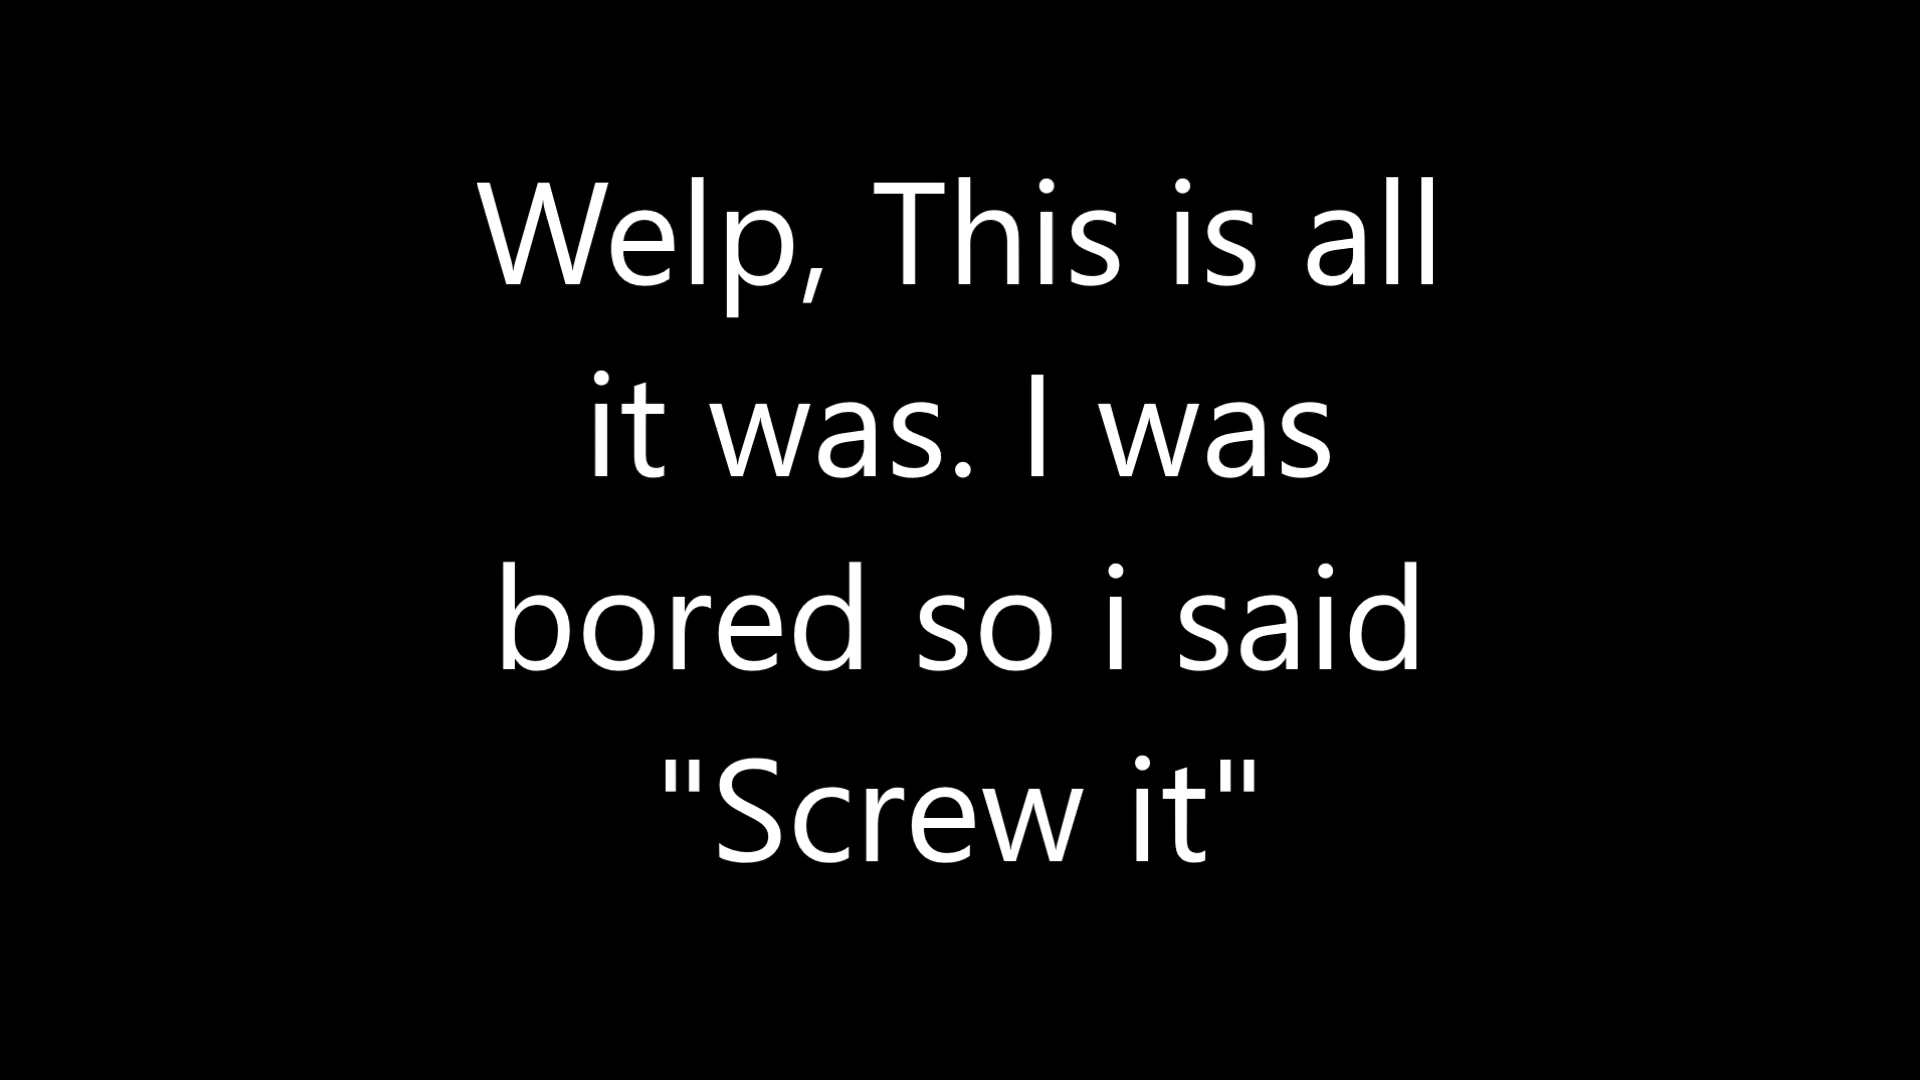 Welp, This is all
it was. I was
bored so i said
"Screw it"